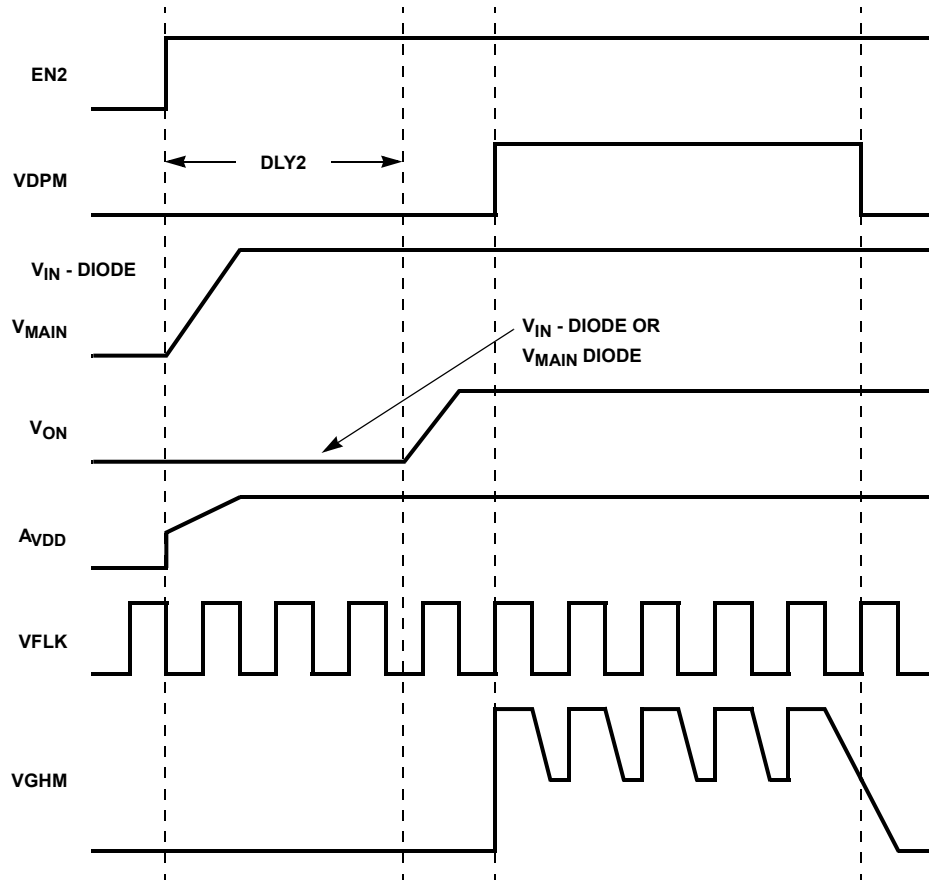 EN2
DLY2
VDPM
VIN - DIODE
VMAIN
VIN - DIODE OR
VMAIN DIODE
VON
AVDD
VFLK
VGHM